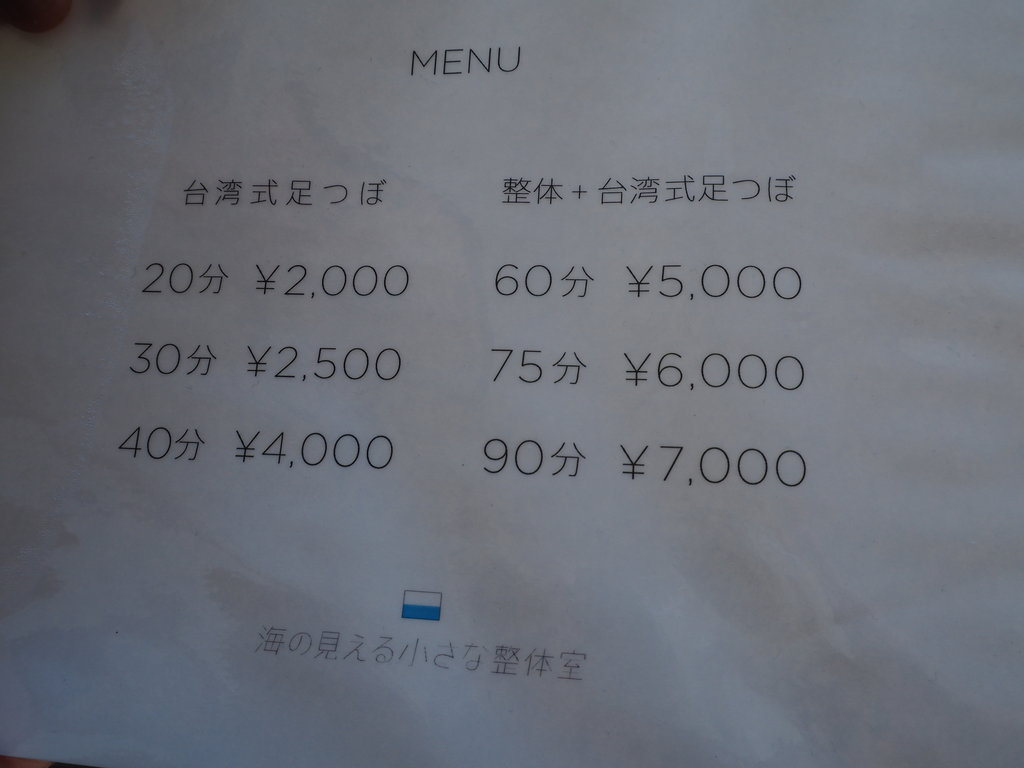 MENU
台湾式足つぼ
20分 ¥2,000
30分 ¥2,500
40分 ¥4,000
整体+台湾式足つぼ
60分 ¥5,000
75分 ¥6,000
90分 ¥7,000
海の見える小さな整体室